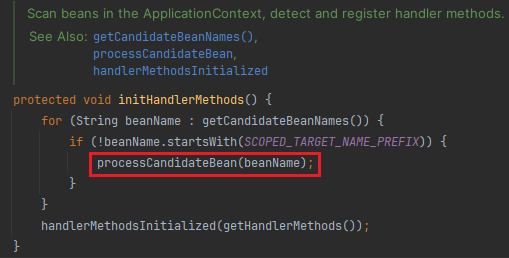 Scan beans in the ApplicationContext, detect and register handler methods.
See Also: getCandidateBeanNames(),
processCandidateBean,
handlerMethodsInitialized
protected void initHandlerMethods() {
for (String beanName : getCandidateBeanNames()) {
if (!beanName.startsWith(SCOPED_TARGET_NAME_PREFIX)) {
processCandidateBean(beanName);
}
}
handlerMethodsInitialized(getHandlerMethods());
}